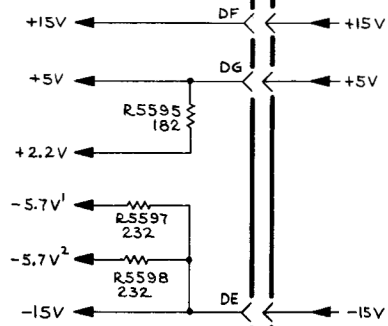 +15V DF +15V
+5V DG +5V
R5595
182
+2.2V
-5.7V¹
R5597
232
-5.7V²
R5598
232
-15V DE -15V